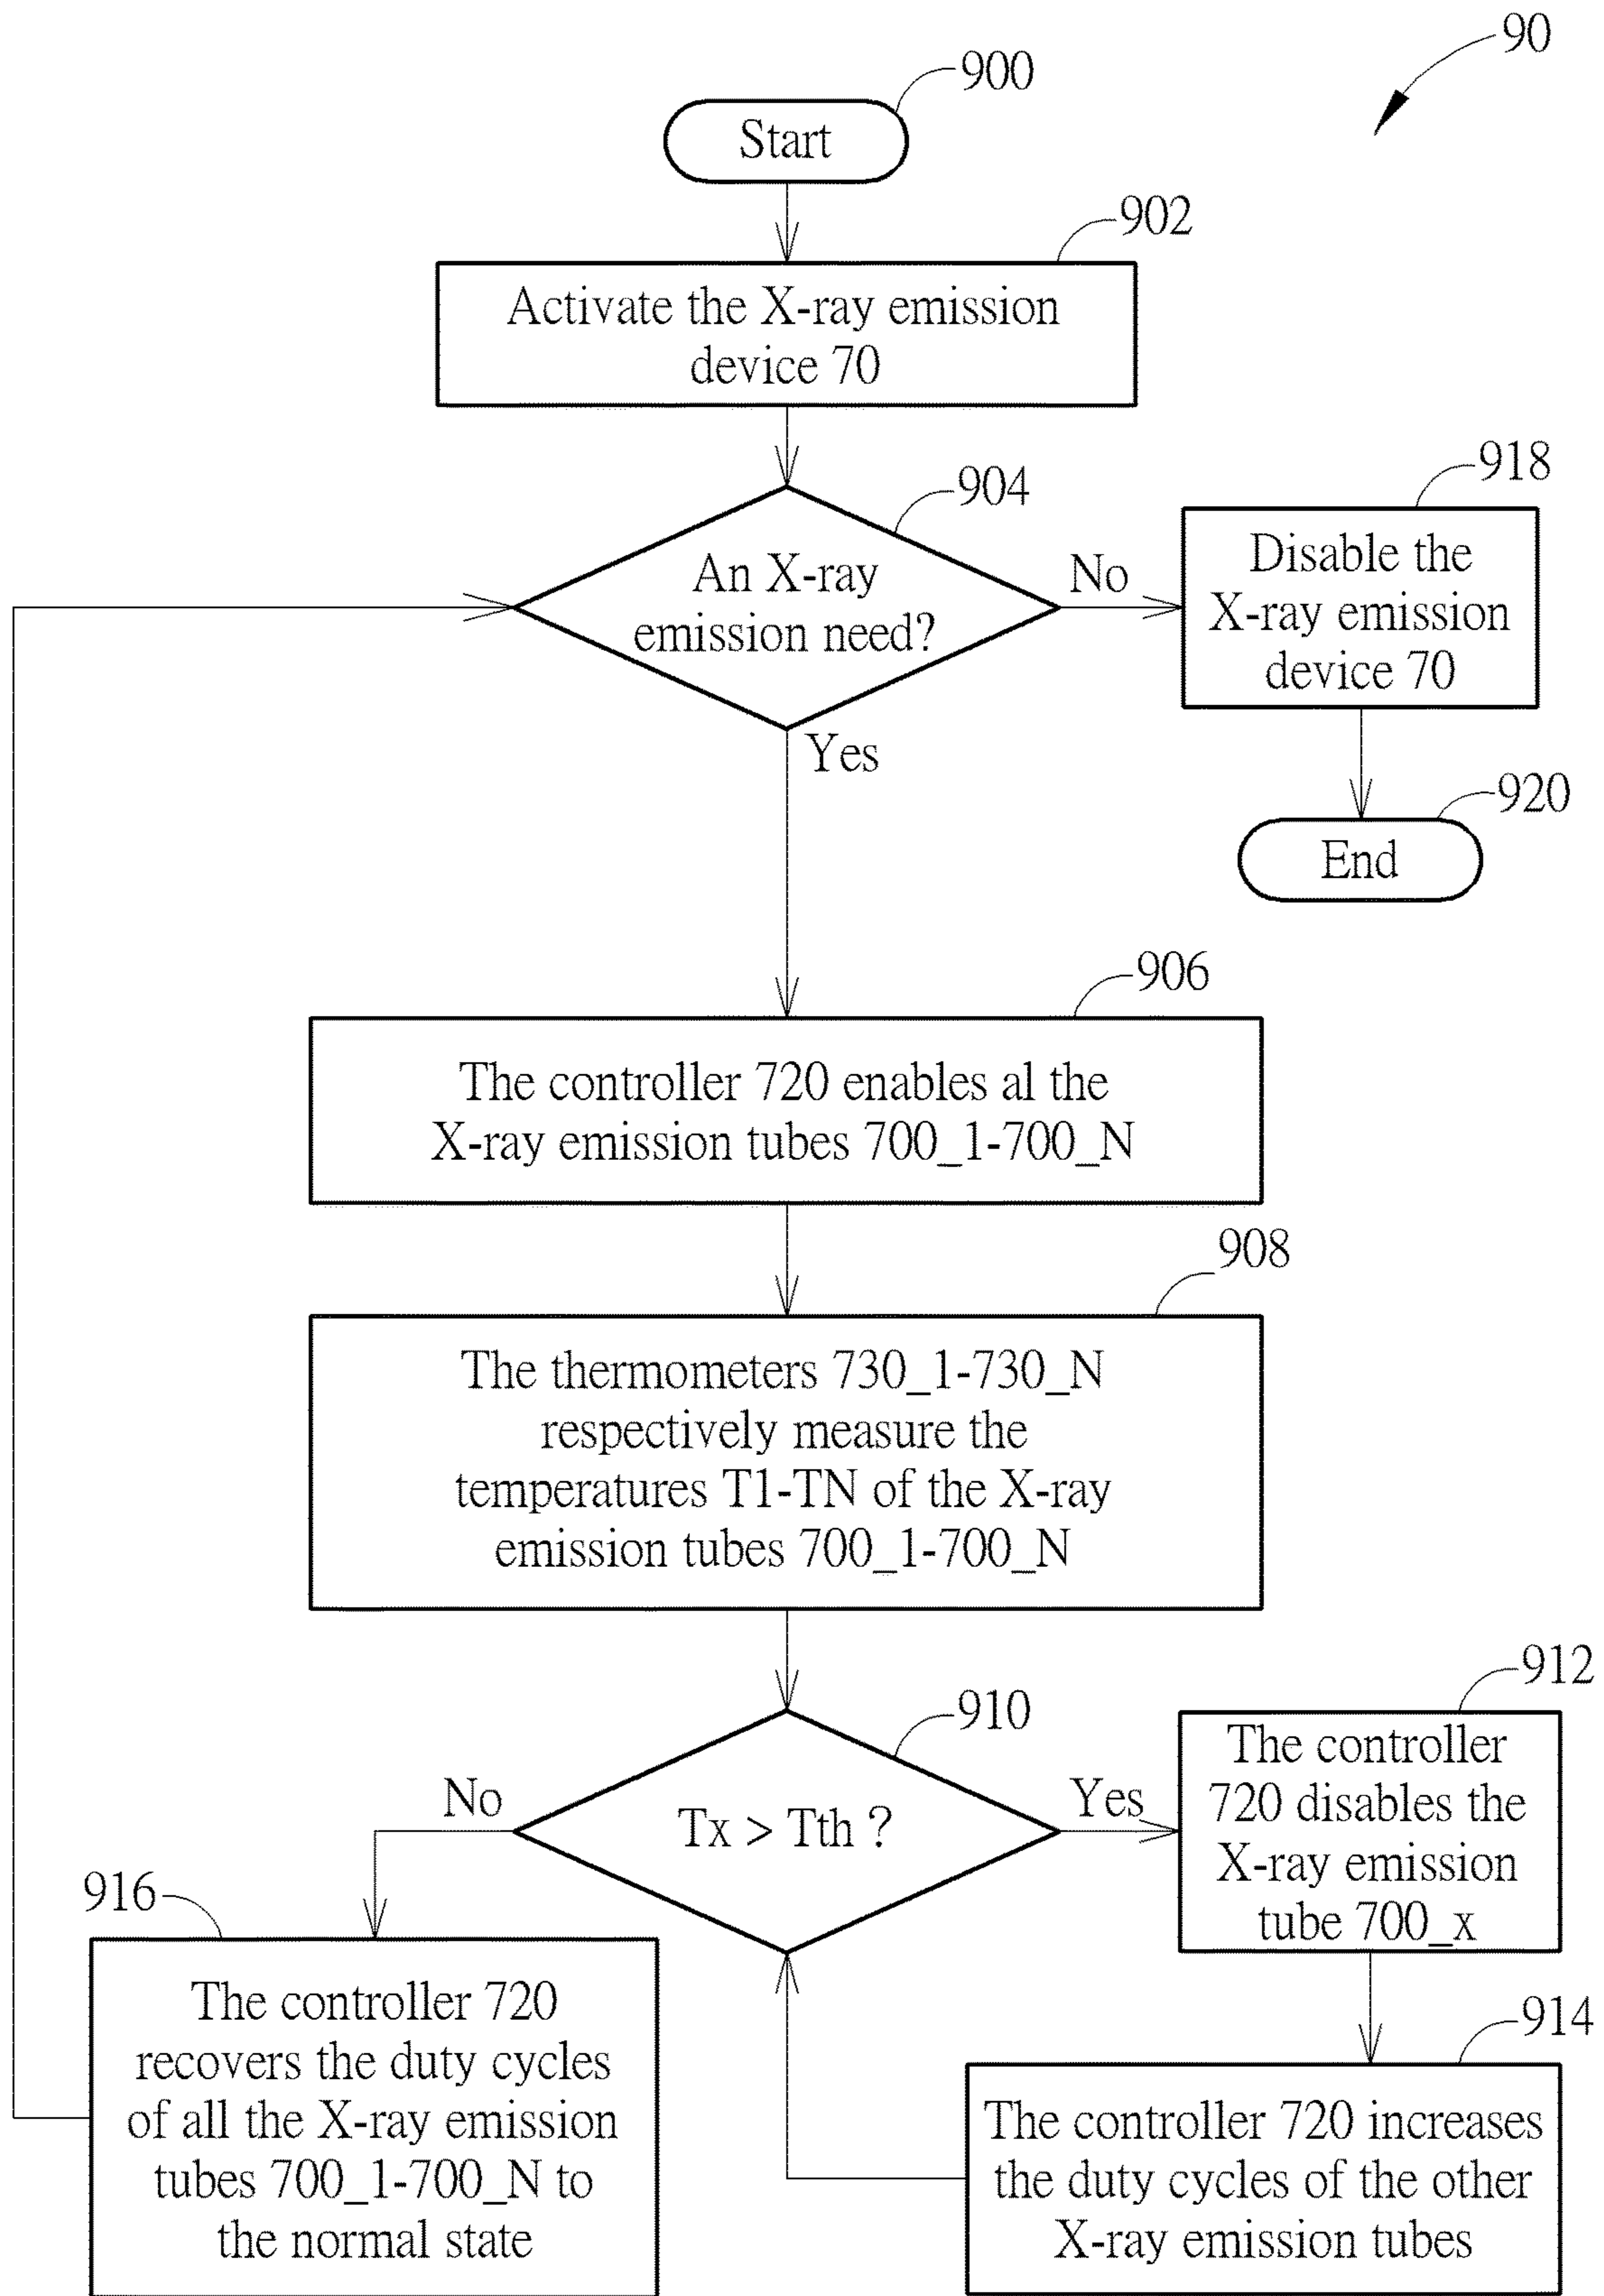 90
900
Start
902
Activate the X-ray emission
device 70
904
An X-ray
emission need?
No
918
Disable the
X-ray emission
device 70
Yes
920
End
906
The controller 720 enables al the
X-ray emission tubes 700_1-700_N
908
The thermometers 730_1-730_N
respectively measure the
temperatures T1-TN of the X-ray
emission tubes 700_1-700_N
910
Tx > Tth ?
No
Yes
912
The controller
720 disables the
X-ray emission
tube 700_x
916
The controller 720
recovers the duty cycles
of all the X-ray emission
tubes 700_1-700_N to
the normal state
914
The controller 720 increases
the duty cycles of the other
X-ray emission tubes